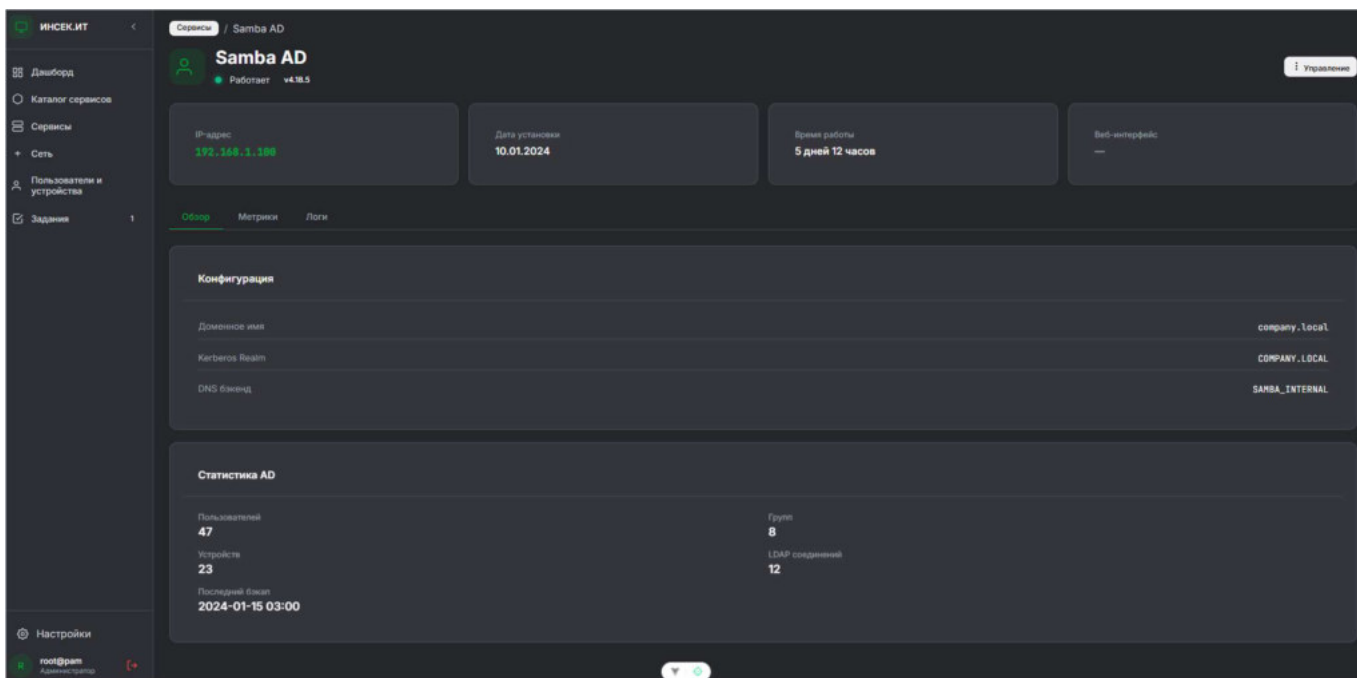 ИНСЕК.ИТ
Дашборд
Каталог сервисов
Сервисы
Сеть
Пользователи и
устройства
Задания 1
Настройки
R root@pam
Администратор
Сервисы / Samba AD
Samba AD
Работает v4.18.5
Управление
IP-адрес
192.168.1.100
Дата установки
10.01.2024
Время работы
5 дней 12 часов
Веб-интерфейс
—
Обзор Метрики Логи
Конфигурация
Доменное имя company.local
Kerberos Realm COMPANY.LOCAL
DNS бэкенд SAMBA_INTERNAL
Статистика AD
Пользователей
47
Групп
8
Устройств
23
LDAP соединений
12
Последний бэкап
2024-01-15 03:00